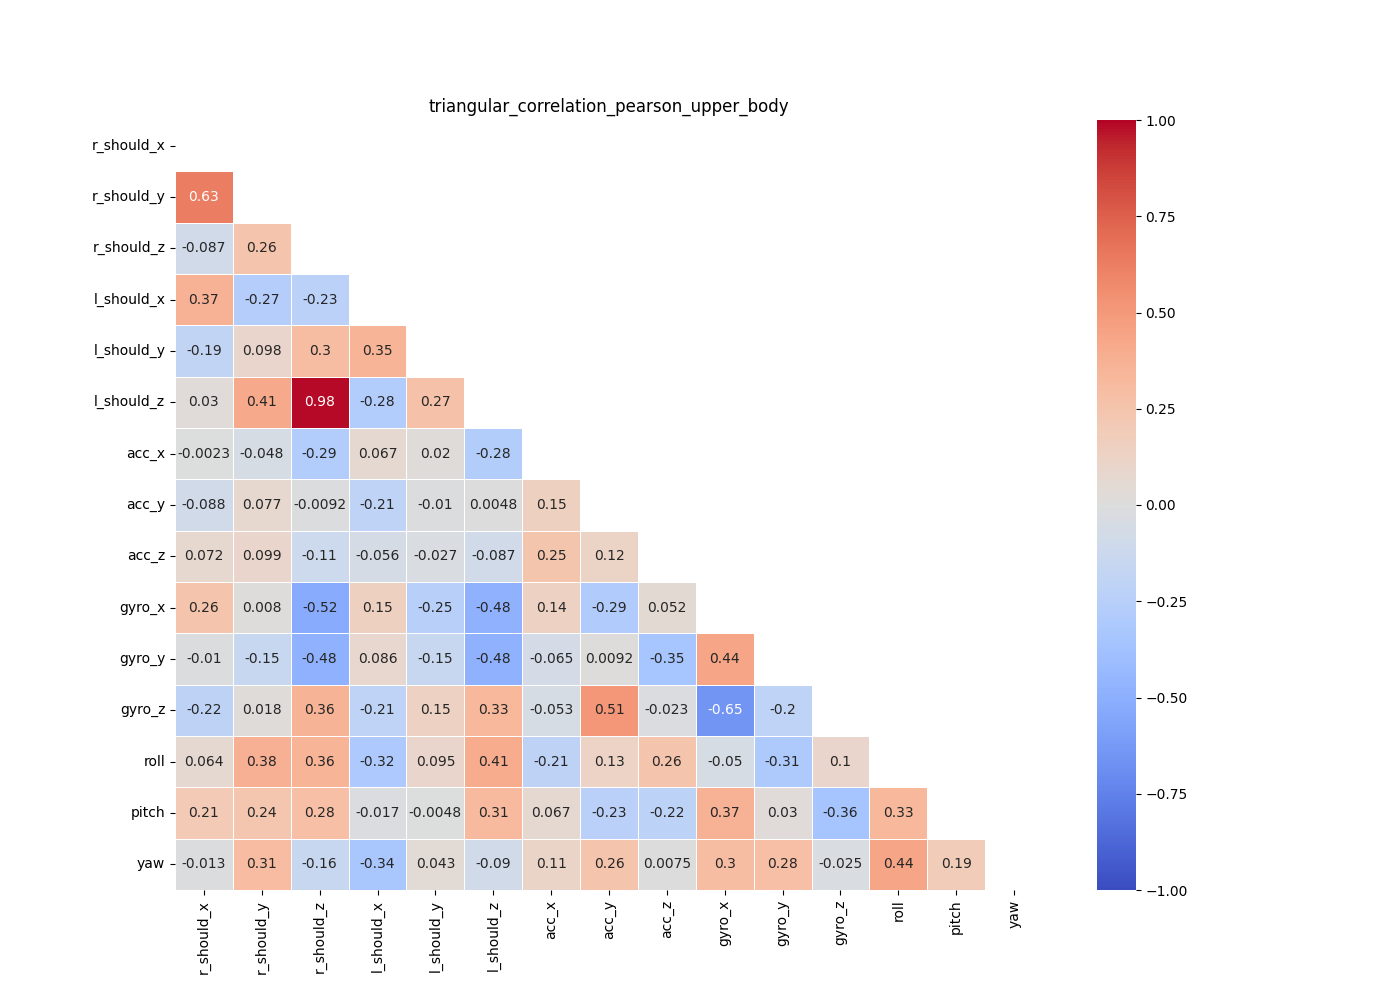 triangular_correlation_pearson_upper_body
r_should_x
1.00
r_should_y 0.63
0.75
r_should_z -0.087 0.26
l_should_x 0.37 -0.27 -0.23
0.50
l_should_y -0.19 0.098 0.3 0.35
l_should_z 0.03 0.41 0.98 -0.28 0.27
0.25
acc_x -0.0023 -0.048 -0.29 0.067 0.02 -0.28
acc_y -0.088 0.077 -0.0092 -0.21 -0.01 0.0048 0.15
0.00
acc_z 0.072 0.099 -0.11 -0.056 -0.027 -0.087 0.25 0.12
gyro_x 0.26 0.008 -0.52 0.15 -0.25 -0.48 0.14 -0.29 0.052
−0.25
gyro_y -0.01 -0.15 -0.48 0.086 -0.15 -0.48 -0.065 0.0092 -0.35 0.44
gyro_z -0.22 0.018 0.36 -0.21 0.15 0.33 -0.053 0.51 -0.023 -0.65 -0.2
−0.50
roll 0.064 0.38 0.36 -0.32 0.095 0.41 -0.21 0.13 0.26 -0.05 -0.31 0.1
−0.75
pitch 0.21 0.24 0.28 -0.017 -0.0048 0.31 0.067 -0.23 -0.22 0.37 0.03 -0.36 0.33
yaw -0.013 0.31 -0.16 -0.34 0.043 -0.09 0.11 0.26 0.0075 0.3 0.28 -0.025 0.44 0.19
−1.00
r_should_x
r_should_y
r_should_z
l_should_x
l_should_y
l_should_z
acc_x
acc_y
acc_z
gyro_x
gyro_y
gyro_z
roll
pitch
yaw